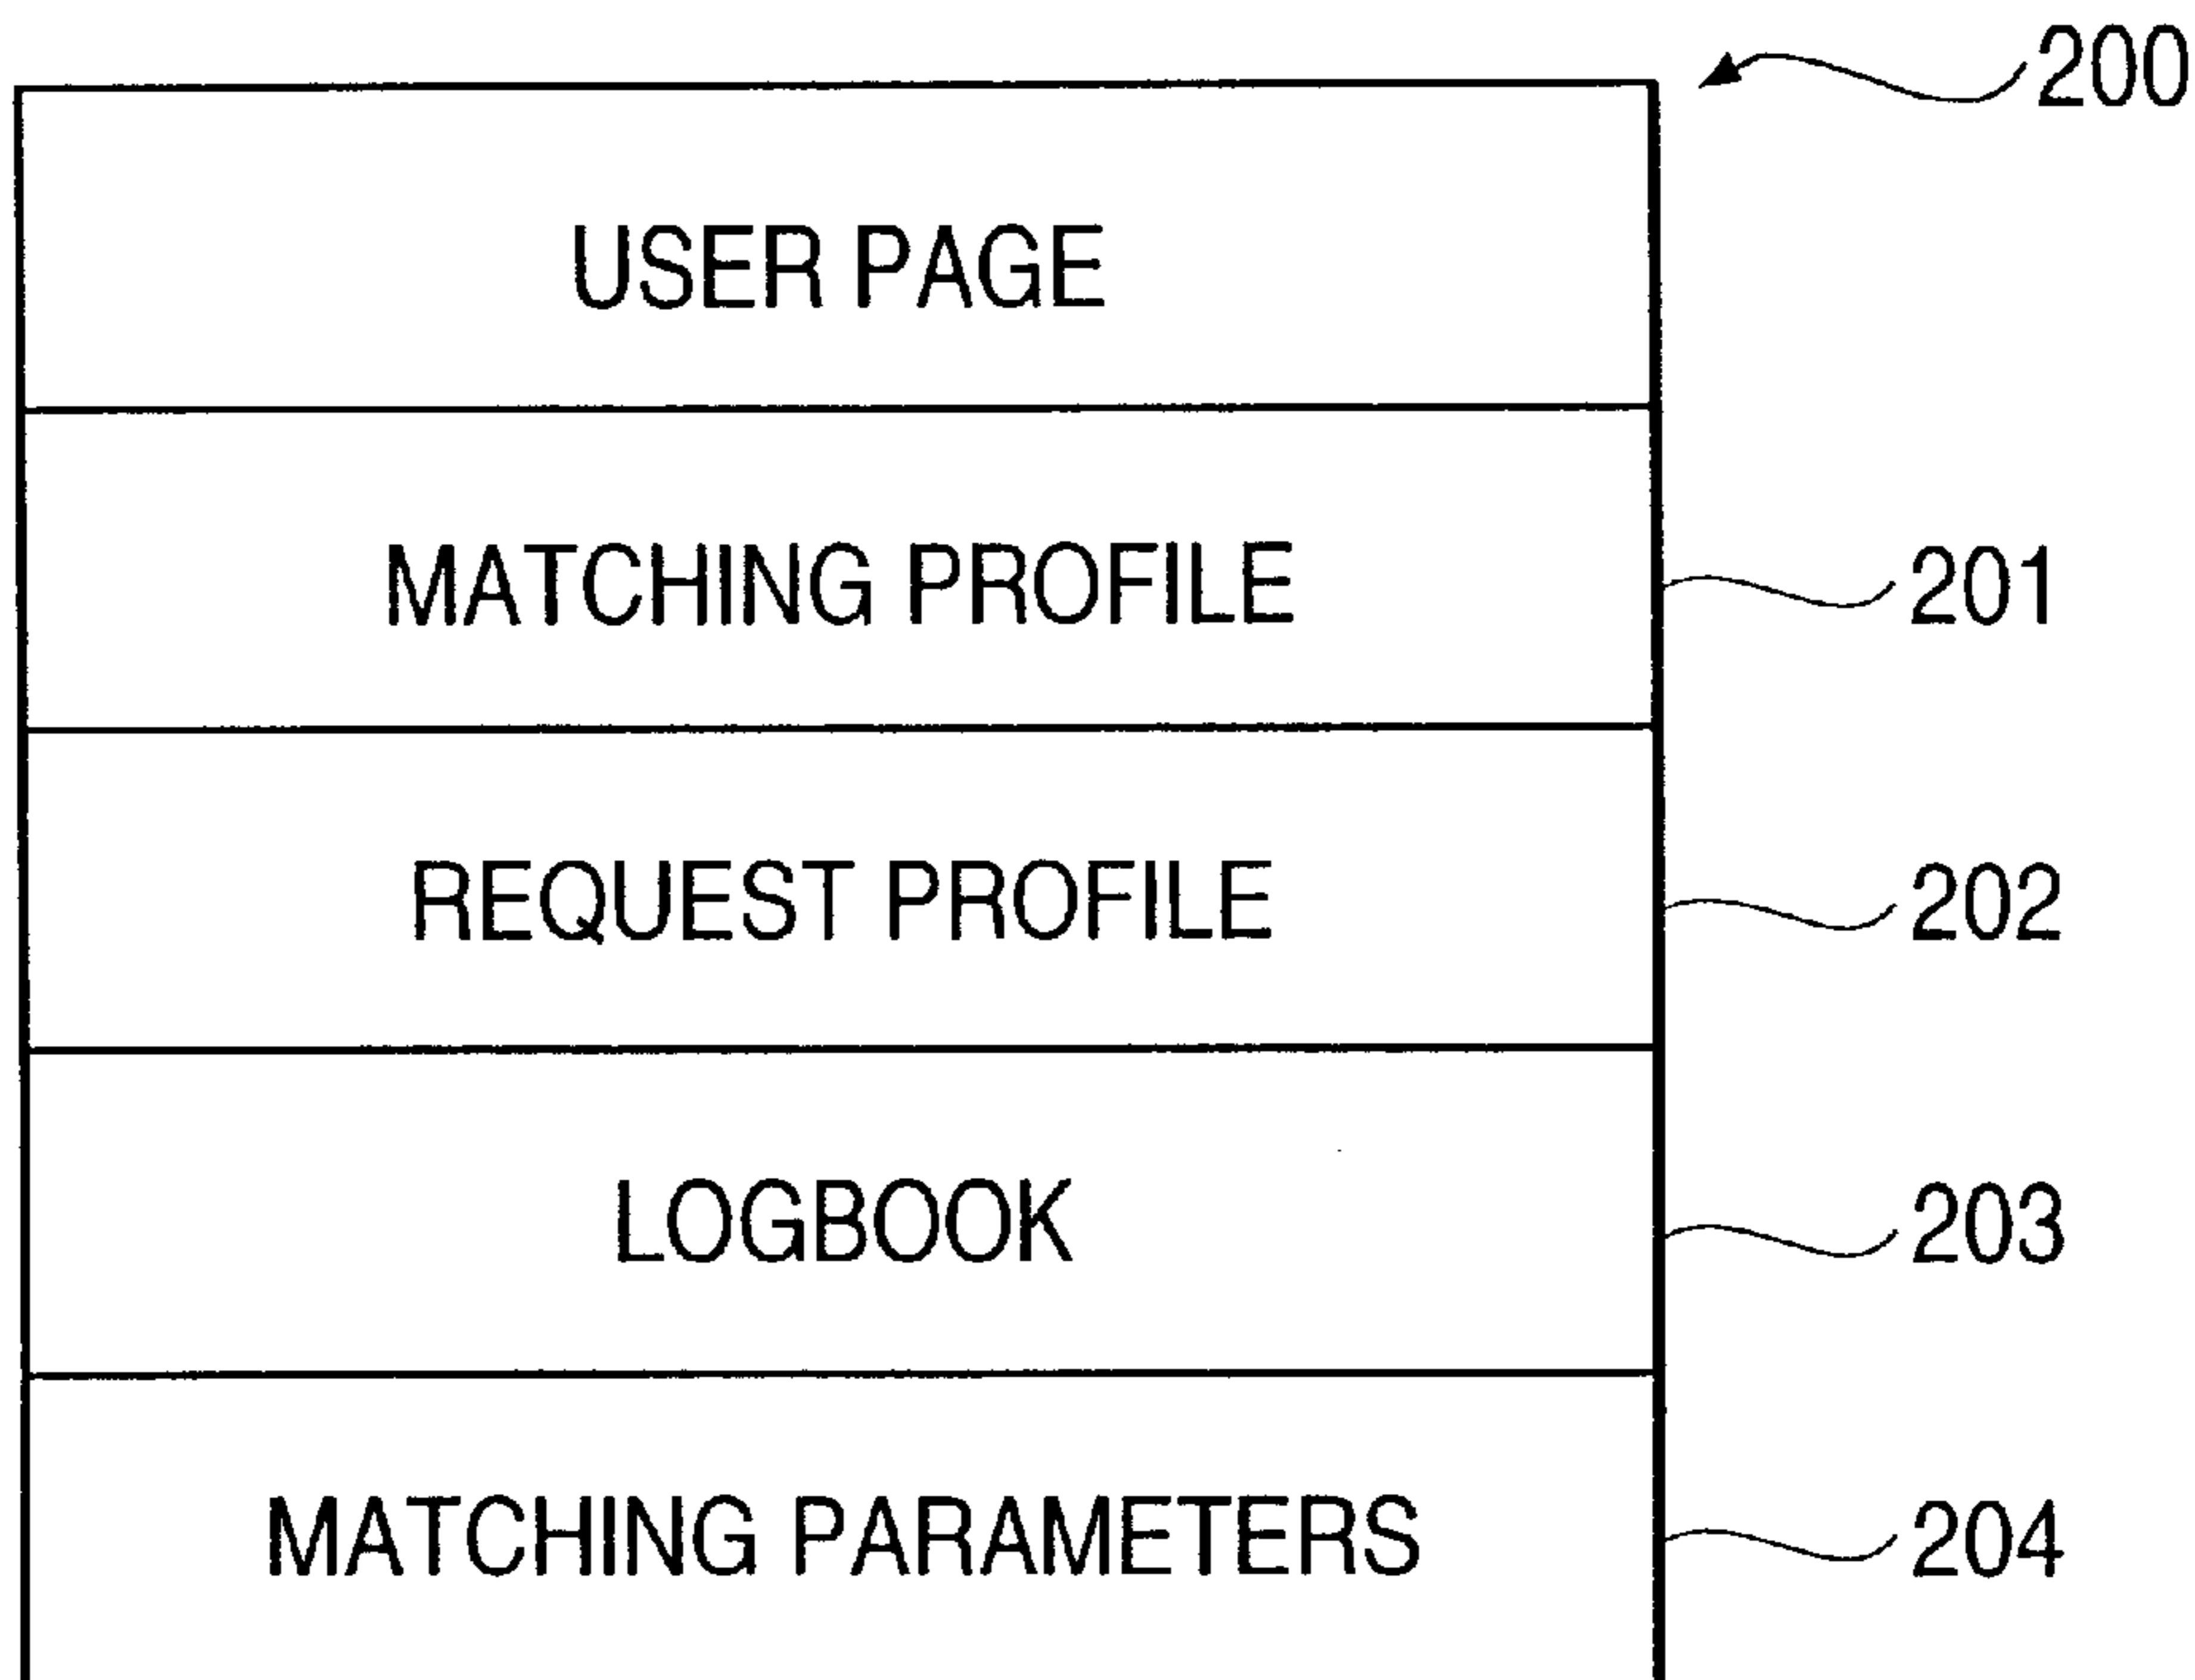 200
USER PAGE
MATCHING PROFILE 201
REQUEST PROFILE 202
LOGBOOK 203
MATCHING PARAMETERS 204